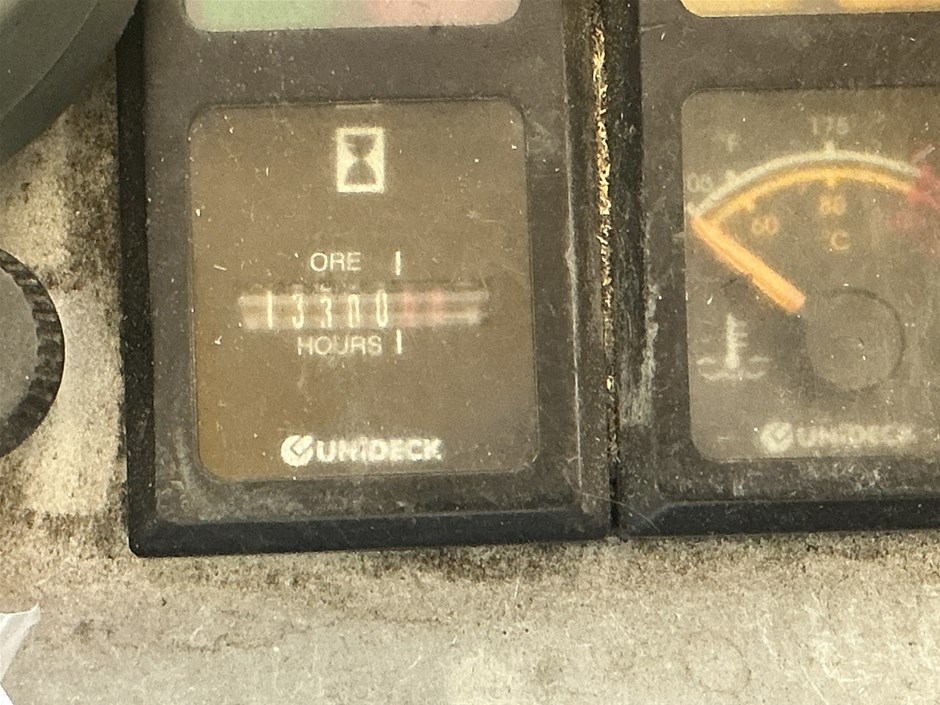 ORE
13300
HOURS
UNIDECK
°F
175
60
80
°C
UNIDECK